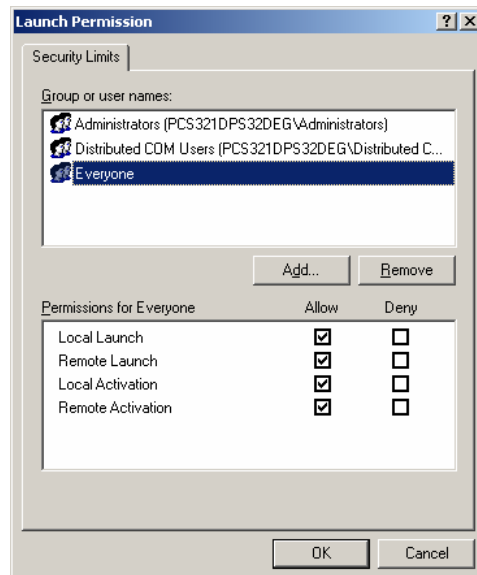 Launch Permission
Security Limits
Group or user names:
Administrators (PCS321DPS32DEG\Administrators)
Distributed COM Users (PCS321DPS32DEG\Distributed C...
Everyone
Add... Remove
Permissions for Everyone Allow Deny
Local Launch
Remote Launch
Local Activation
Remote Activation
OK Cancel